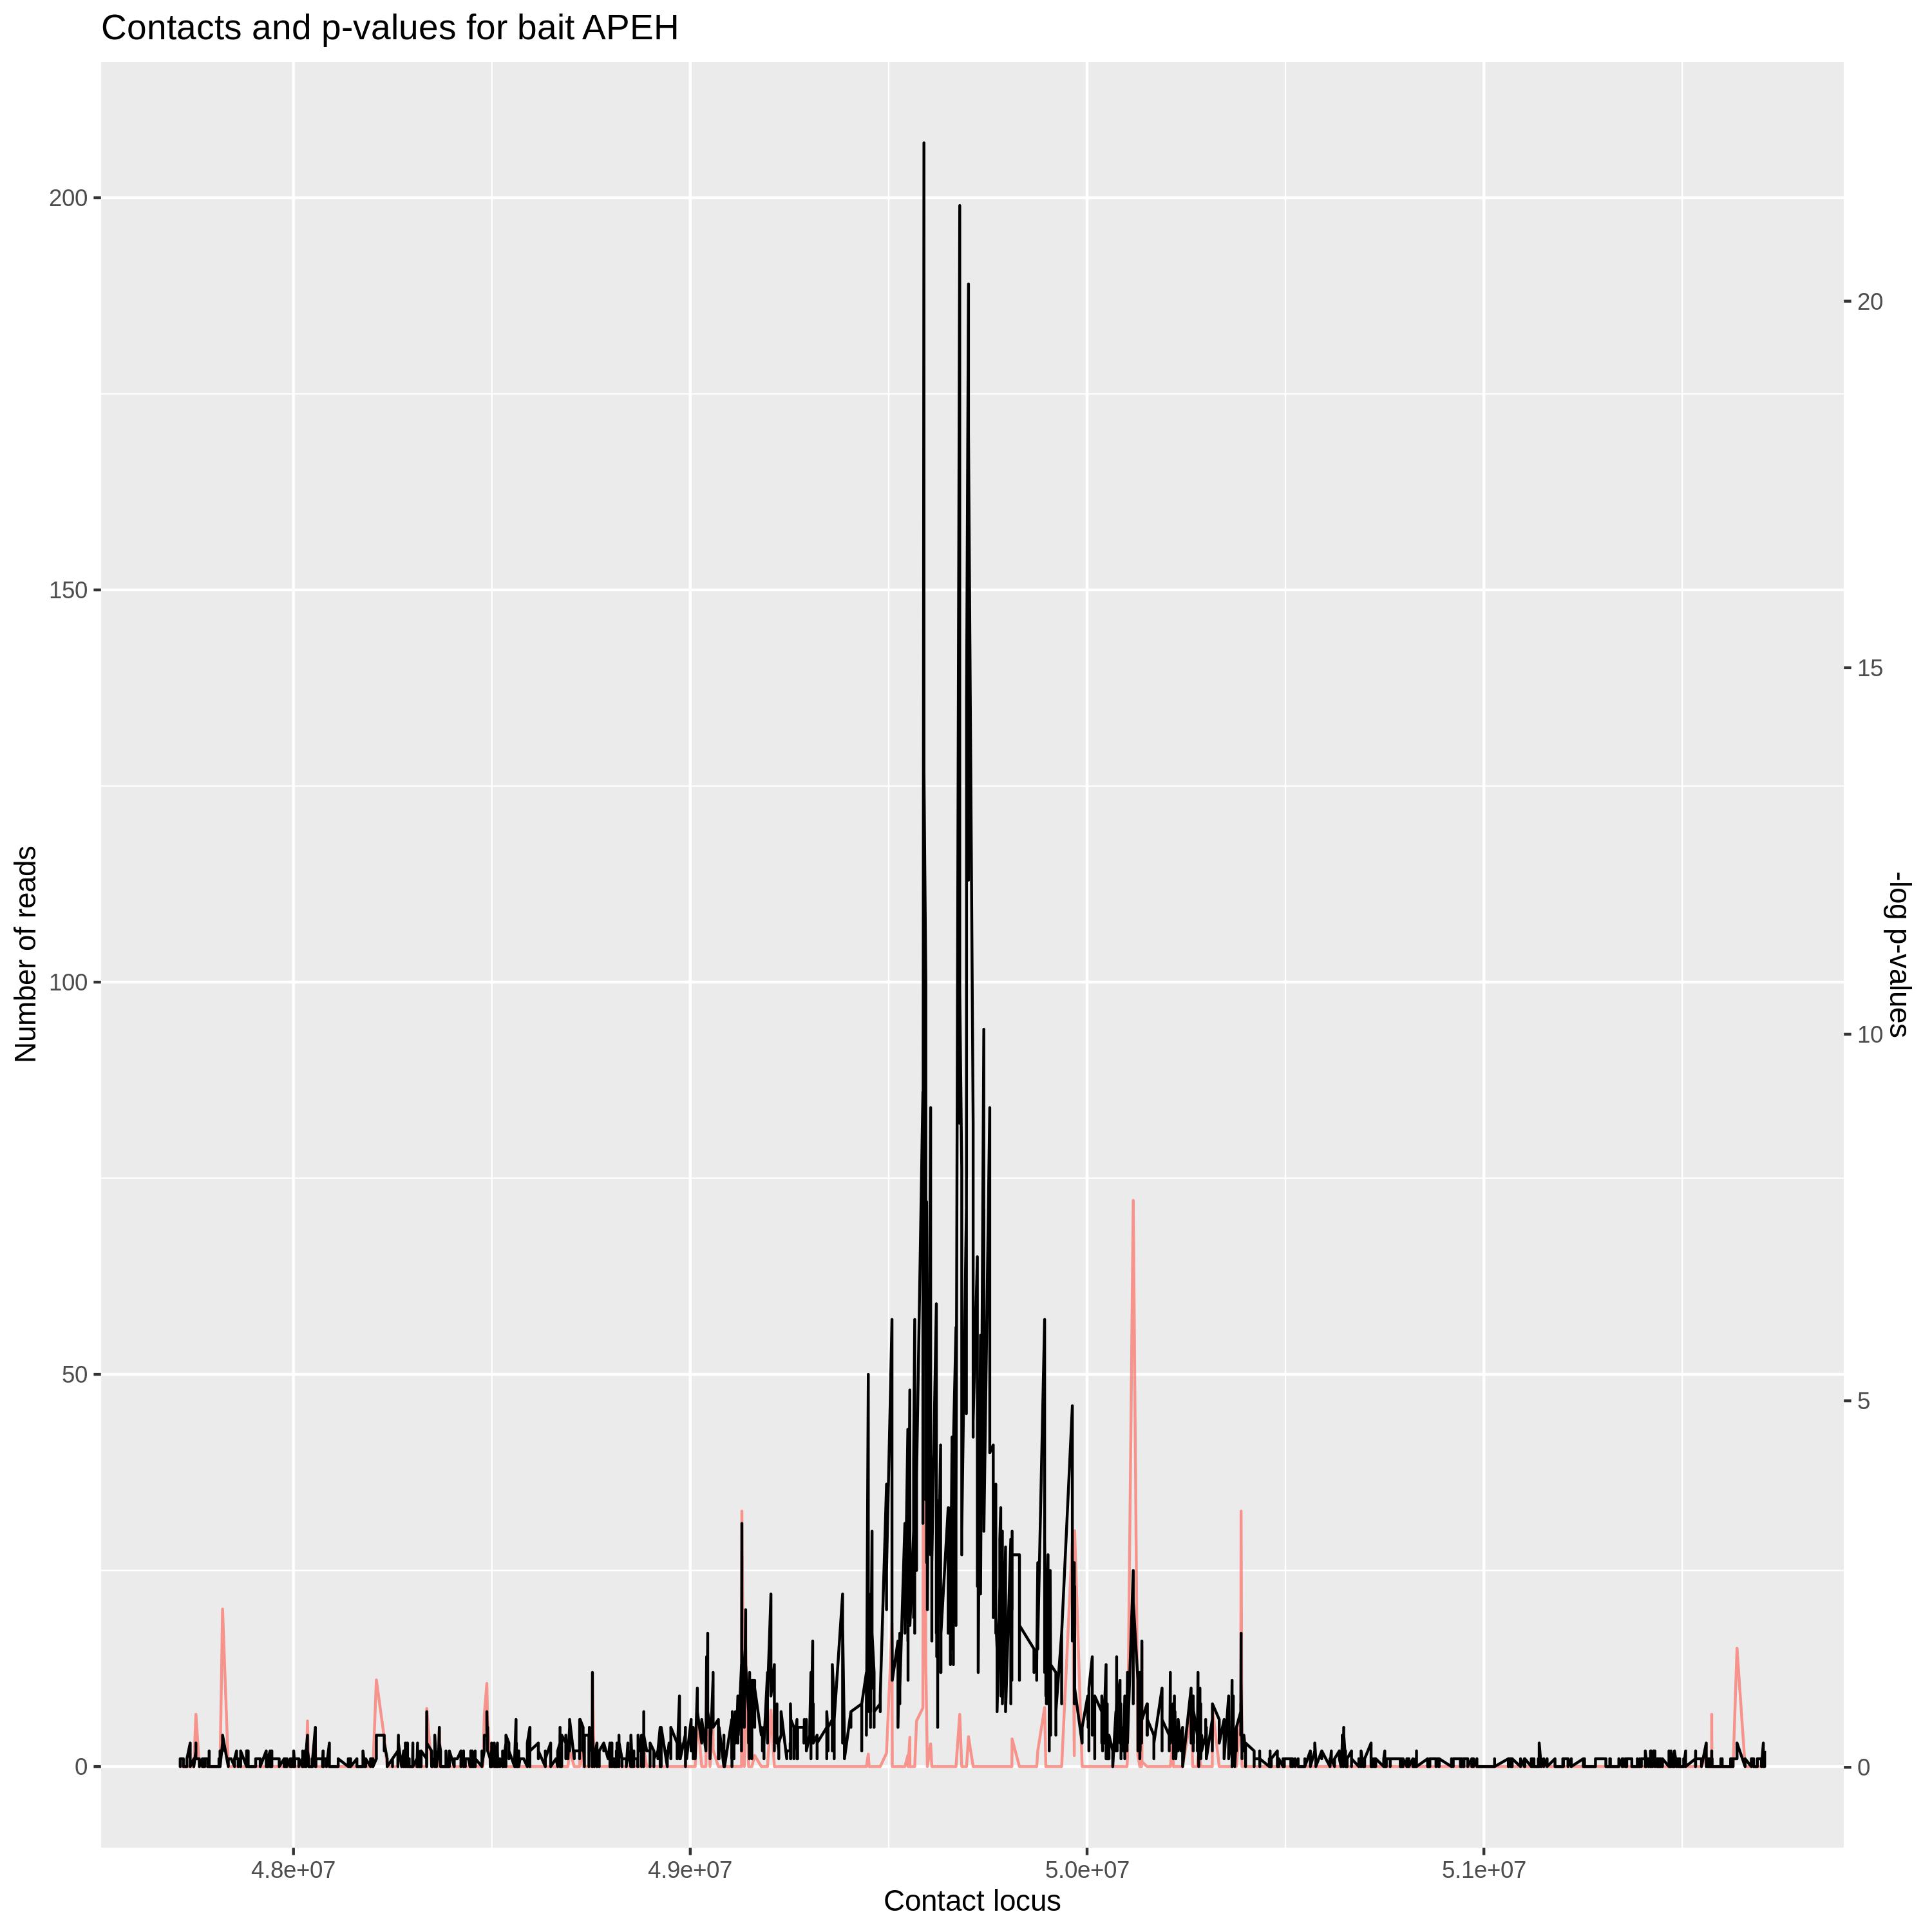 Contacts and p-values for bait APEH
200
150
100
50
0
Number of reads
20
15
10
5
0
-log p-values
4.8e+07 4.9e+07 5.0e+07 5.1e+07
Contact locus